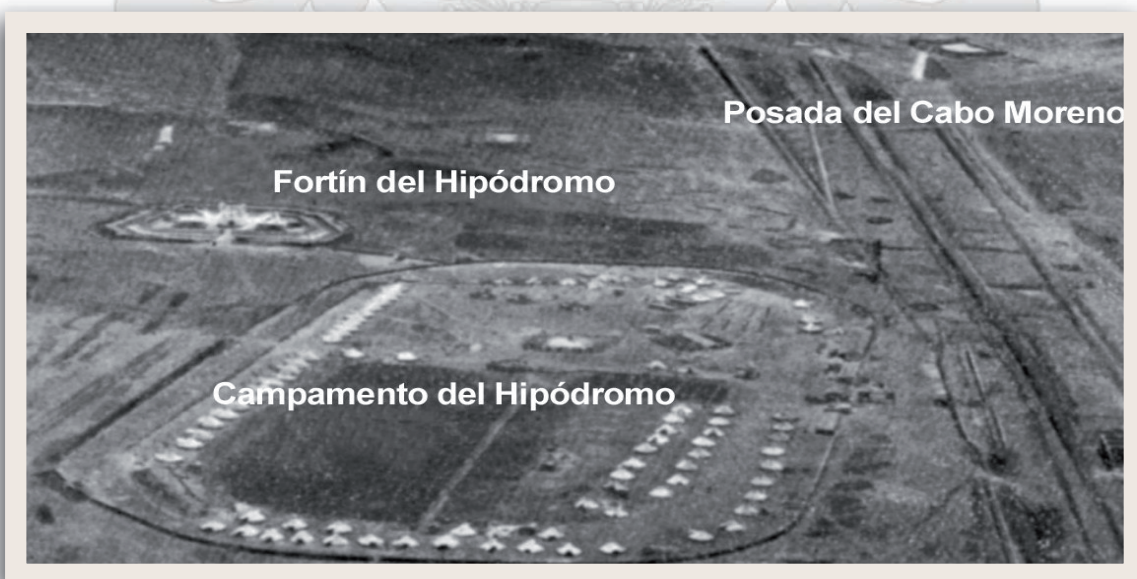 Posada del Cabo Moreno
Fortín del Hipódromo
Campamento del Hipódromo